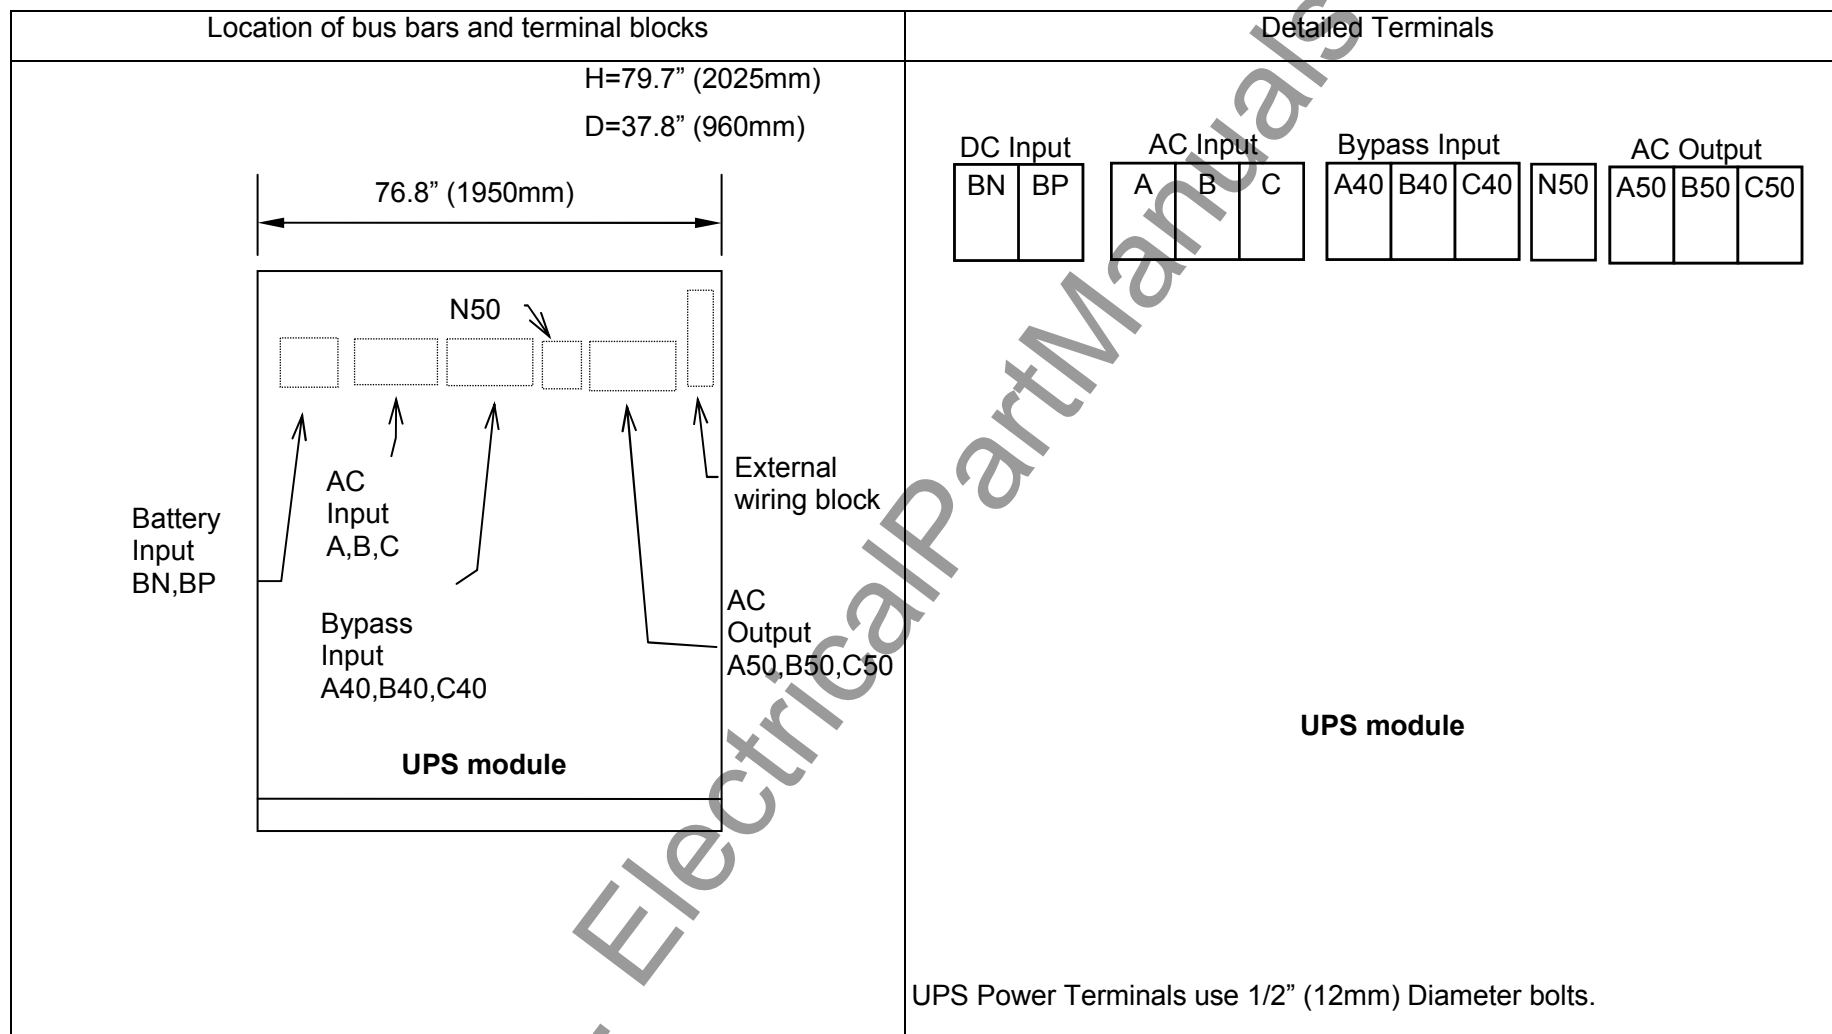 Location of bus bars and terminal blocks
Detailed Terminals
H=79.7” (2025mm)
D=37.8” (960mm)
76.8” (1950mm)
N50
AC
Input
A,B,C
Battery
Input
BN,BP
Bypass
Input
A40,B40,C40
External
wiring block
AC
Output
A50,B50,C50
UPS module
DC Input
AC Input
Bypass Input
AC Output
BN BP A B C A40 B40 C40 N50 A50 B50 C50
UPS module
UPS Power Terminals use 1/2” (12mm) Diameter bolts.
ElectricalPartManuals